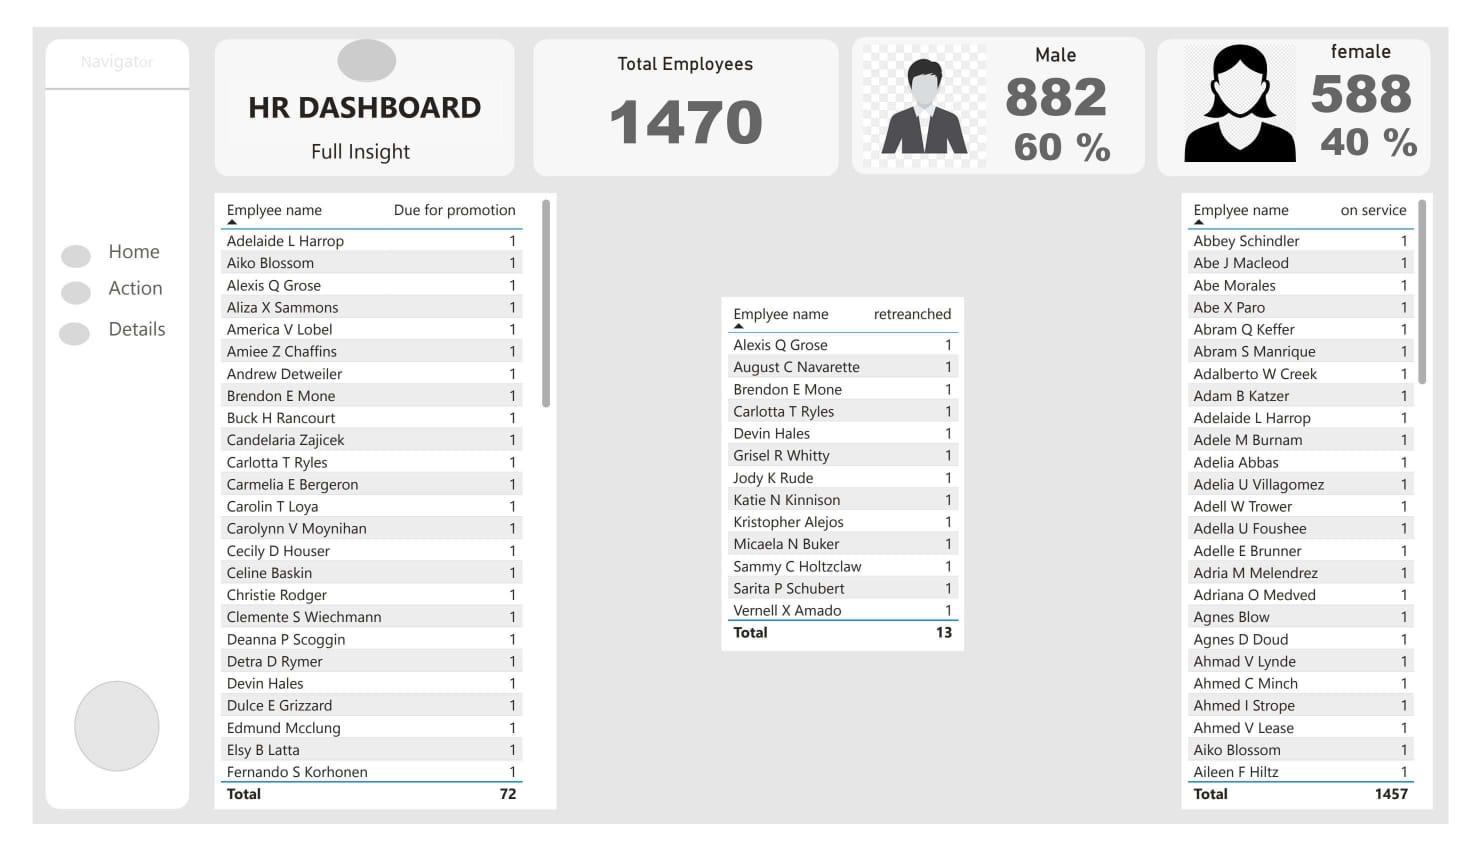 Navigator
Home
Action
Details
HR DASHBOARD
Full Insight
Total Employees
1470
Male
882
60 %
female
588
40 %
Emplyee name Due for promotion
Adelaide L Harrop 1
Aiko Blossom 1
Alexis Q Grose 1
Aliza X Sammons 1
America V Lobel 1
Amiee Z Chaffins 1
Andrew Detweiler 1
Brendon E Mone 1
Buck H Rancourt 1
Candelaria Zajicek 1
Carlotta T Ryles 1
Carmelia E Bergeron 1
Carolin T Loya 1
Carolynn V Moynihan 1
Cecily D Houser 1
Celine Baskin 1
Christie Rodger 1
Clemente S Wiechmann 1
Deanna P Scoggin 1
Detra D Rymer 1
Devin Hales 1
Dulce E Grizzard 1
Edmund Mcclung 1
Elsy B Latta 1
Fernando S Korhonen 1
Total 72
Emplyee name retreanched
Alexis Q Grose 1
August C Navarette 1
Brendon E Mone 1
Carlotta T Ryles 1
Devin Hales 1
Grisel R Whitty 1
Jody K Rude 1
Katie N Kinnison 1
Kristopher Alejos 1
Micaela N Buker 1
Sammy C Holtzclaw 1
Sarita P Schubert 1
Vernell X Amado 1
Total 13
Emplyee name on service
Abbey Schindler 1
Abe J Macleod 1
Abe Morales 1
Abe X Paro 1
Abram Q Keffer 1
Abram S Manrique 1
Adalberto W Creek 1
Adam B Katzer 1
Adelaide L Harrop 1
Adele M Burnam 1
Adelia Abbas 1
Adelia U Villagomez 1
Adell W Trower 1
Adella U Foushee 1
Adelle E Brunner 1
Adria M Melendrez 1
Adriana O Medved 1
Agnes Blow 1
Agnes D Doud 1
Ahmad V Lynde 1
Ahmed C Minch 1
Ahmed I Strope 1
Ahmed V Lease 1
Aiko Blossom 1
Aileen F Hiltz 1
Total 1457